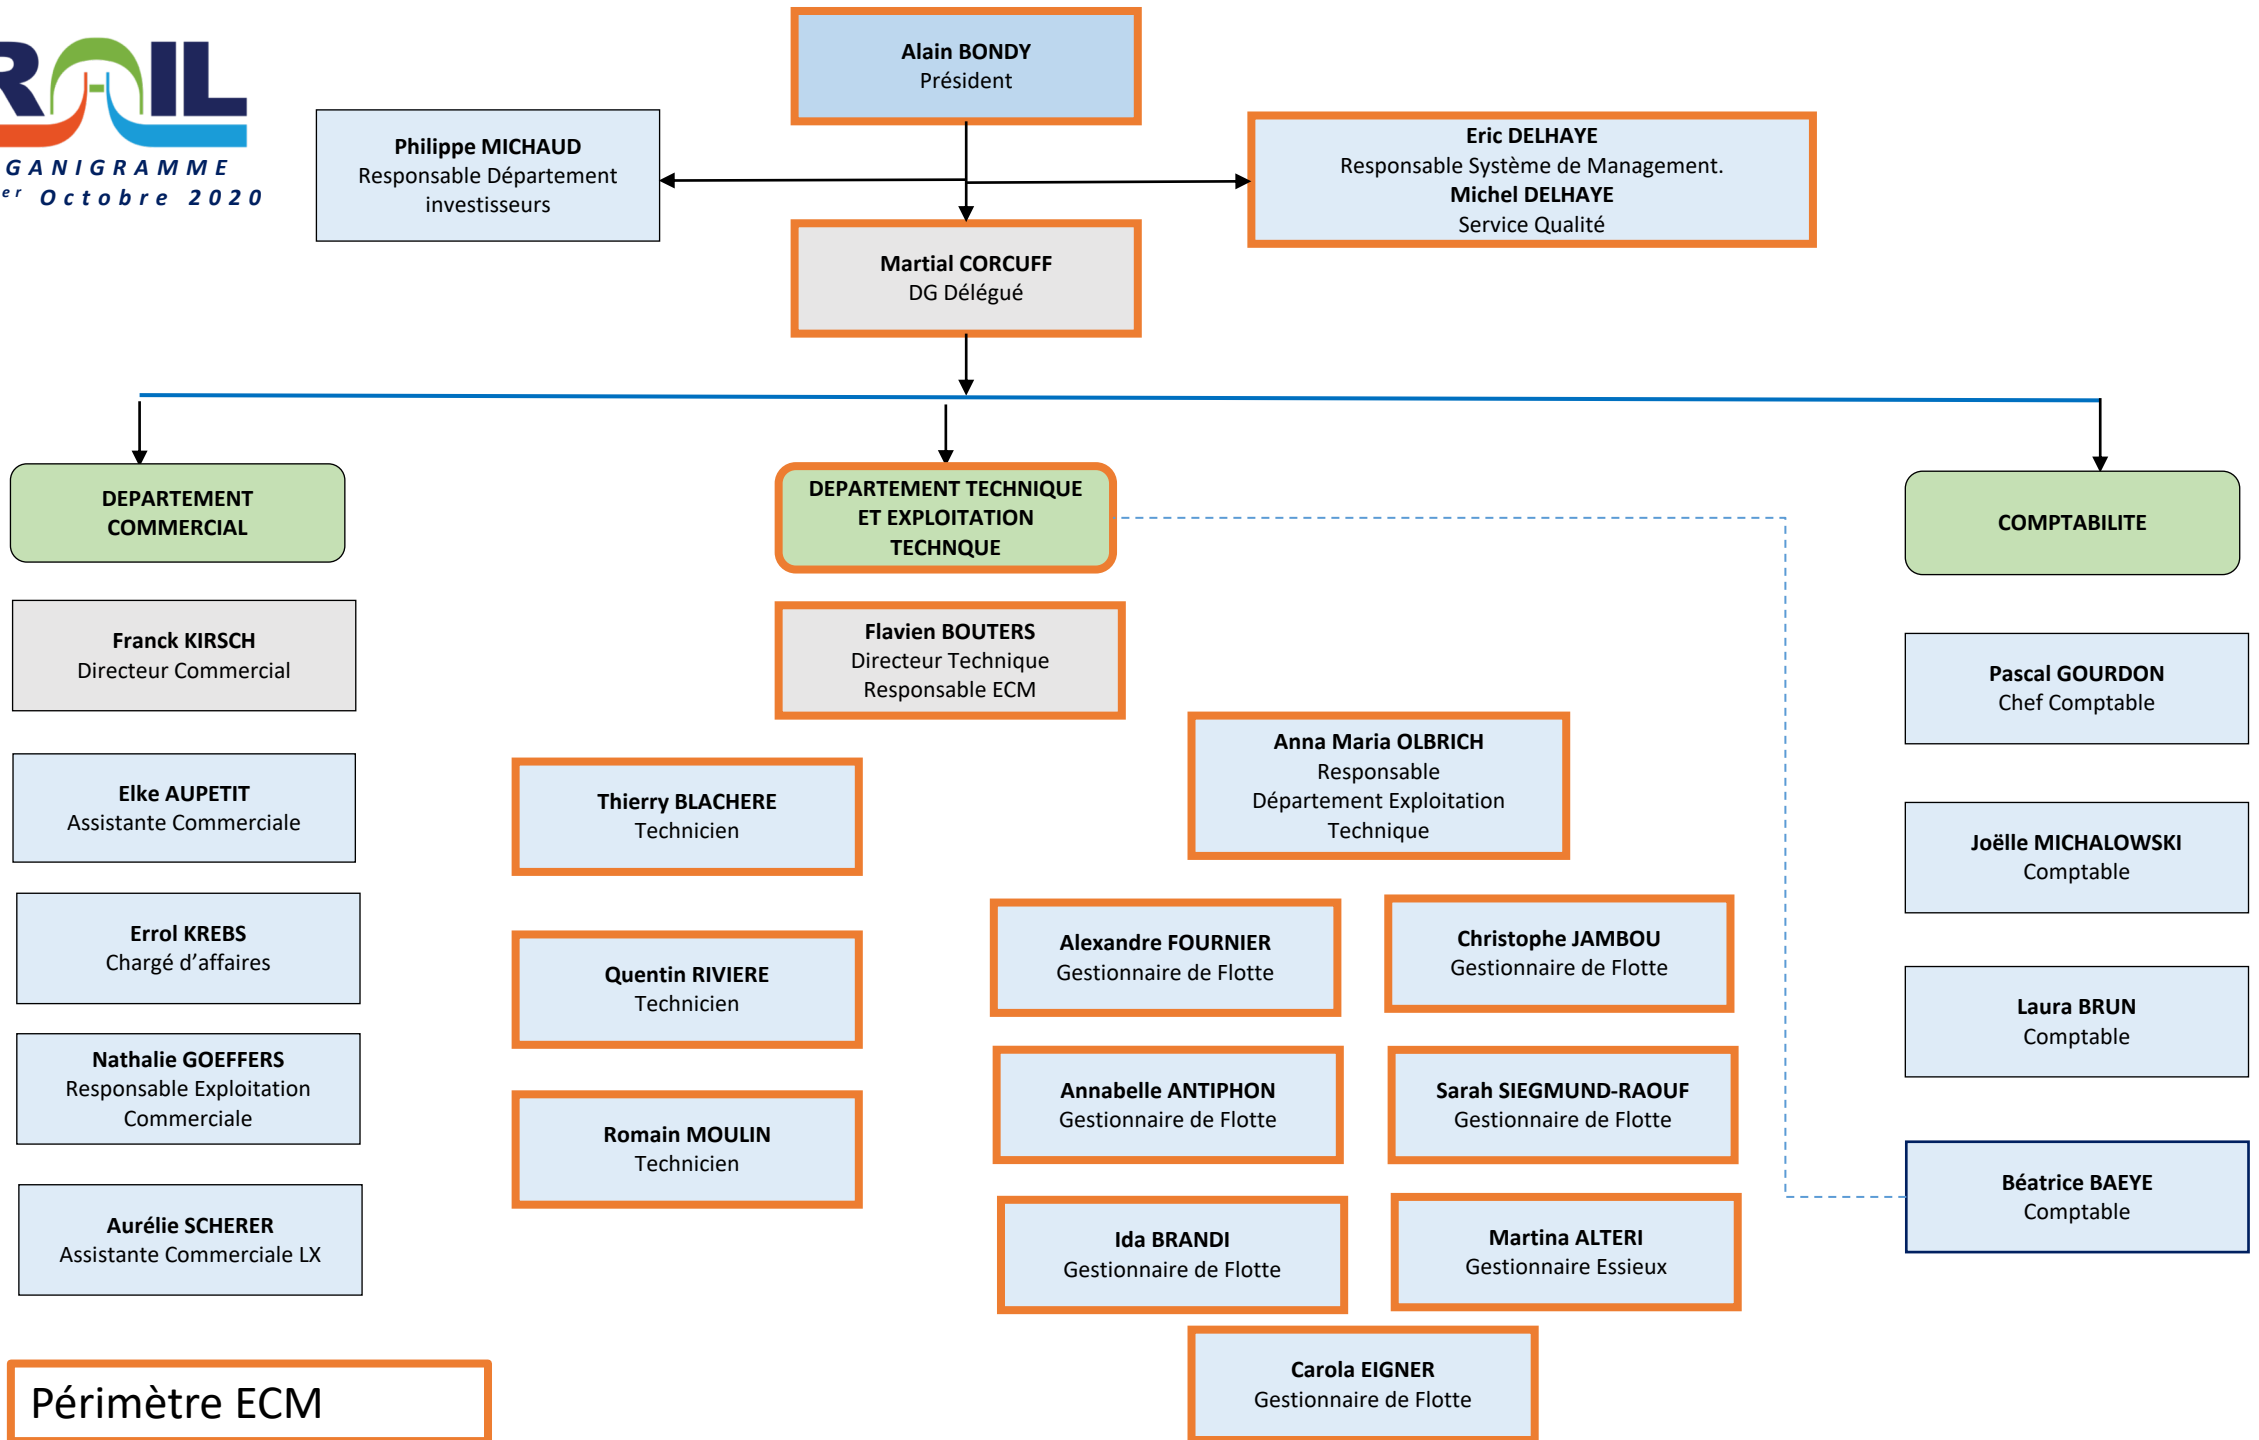 RAIL
GANIGRAMME
er Octobre 2020
Alain BONDY
Président
Philippe MICHAUD
Responsable Département
investisseurs
Eric DELHAYE
Responsable Système de Management.
Michel DELHAYE
Service Qualité
Martial CORCUFF
DG Délégué
DEPARTEMENT
COMMERCIAL
DEPARTEMENT TECHNIQUE
ET EXPLOITATION
TECHNQUE
COMPTABILITE
Franck KIRSCH
Directeur Commercial
Elke AUPETIT
Assistante Commerciale
Errol KREBS
Chargé d’affaires
Nathalie GOEFFERS
Responsable Exploitation
Commerciale
Aurélie SCHERER
Assistante Commerciale LX
Flavien BOUTERS
Directeur Technique
Responsable ECM
Thierry BLACHERE
Technicien
Quentin RIVIERE
Technicien
Romain MOULIN
Technicien
Anna Maria OLBRICH
Responsable
Département Exploitation
Technique
Alexandre FOURNIER
Gestionnaire de Flotte
Christophe JAMBOU
Gestionnaire de Flotte
Annabelle ANTIPHON
Gestionnaire de Flotte
Sarah SIEGMUND-RAOUF
Gestionnaire de Flotte
Ida BRANDI
Gestionnaire de Flotte
Martina ALTERI
Gestionnaire Essieux
Carola EIGNER
Gestionnaire de Flotte
Pascal GOURDON
Chef Comptable
Joëlle MICHALOWSKI
Comptable
Laura BRUN
Comptable
Béatrice BAEYE
Comptable
Périmètre ECM